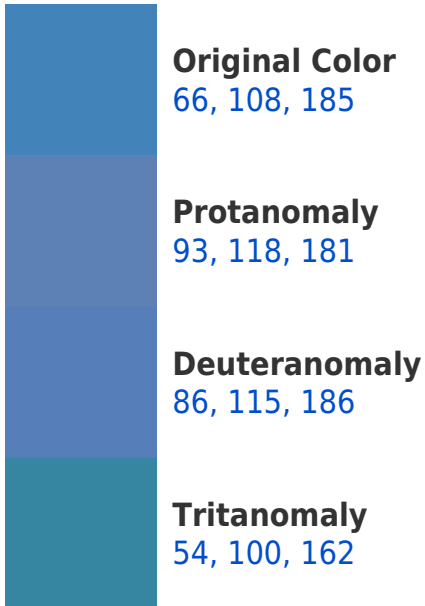 Original Color
66, 108, 185
Protanomaly
93, 118, 181
Deuteranomaly
86, 115, 186
Tritanomaly
54, 100, 162